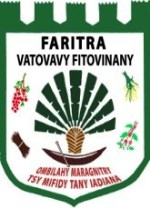 FARITRA
VATOVAVY FITOVINANY
OMBILAHY MARAGNITRY
TSY MIFIDY TANY IADIANA